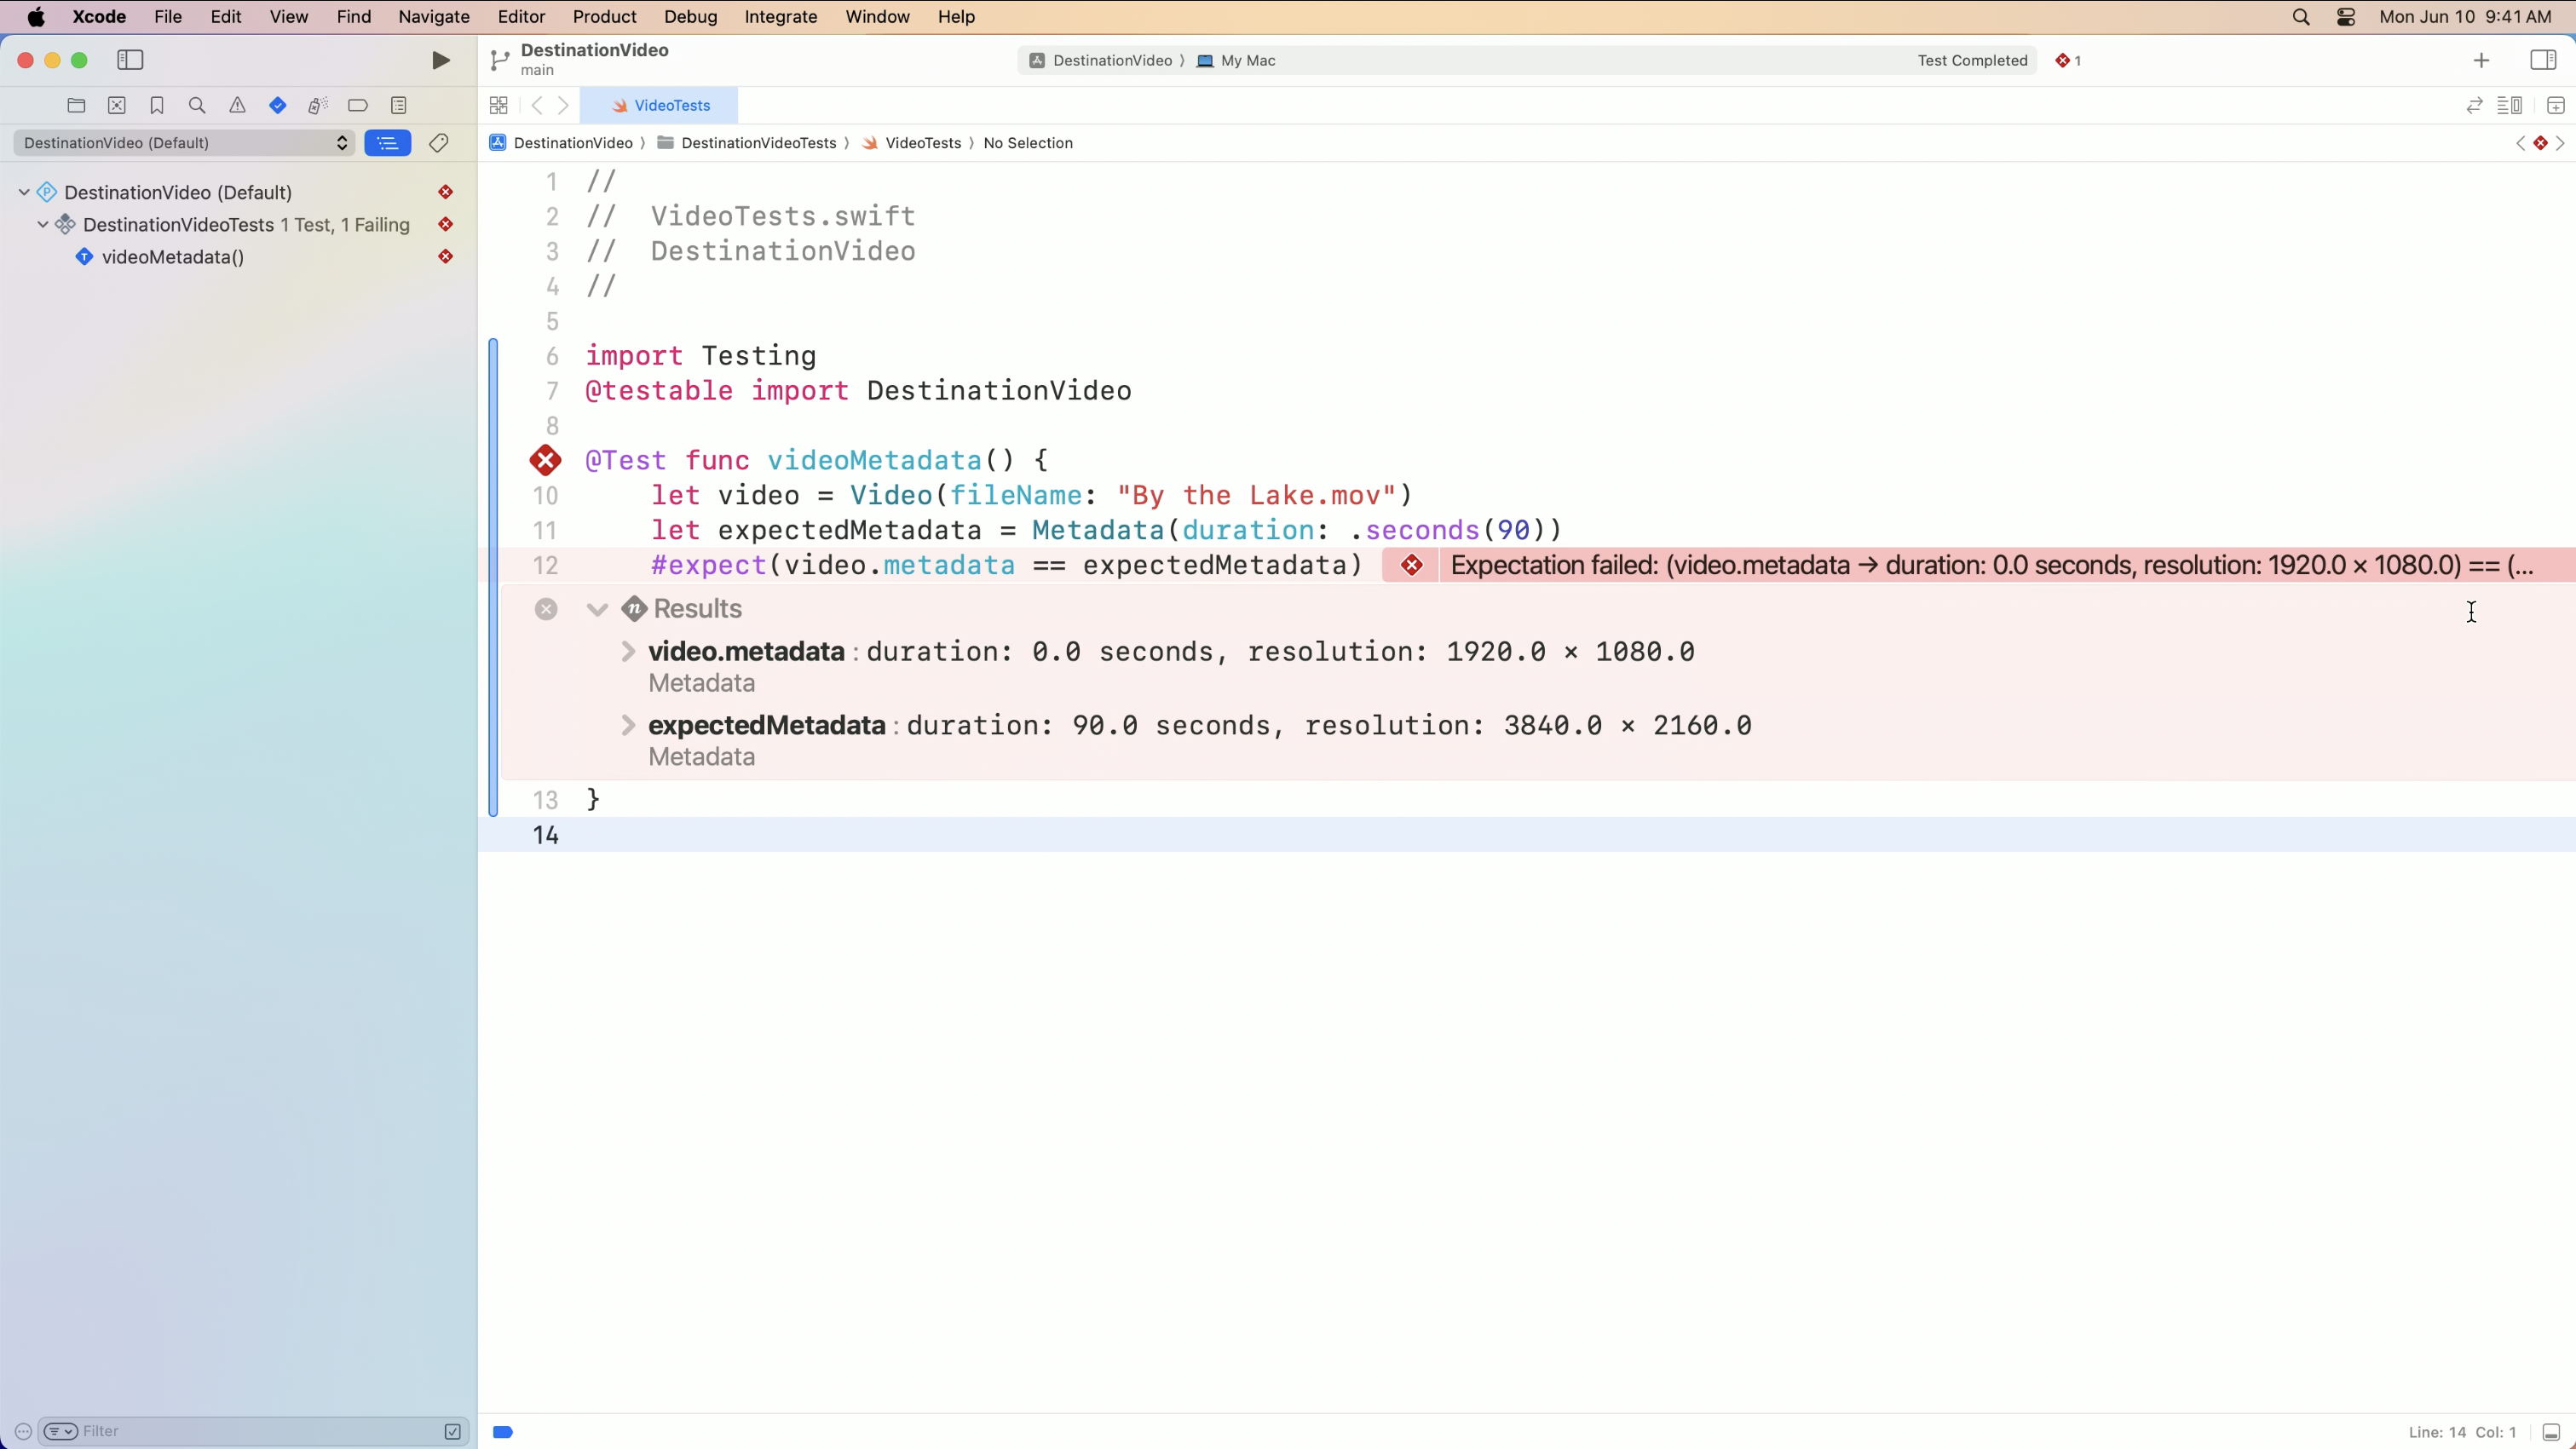 Xcode File Edit View Find Navigate Editor Product Debug Integrate Window Help Mon Jun 10 9:41 AM
DestinationVideo
main
DestinationVideo 〉 My Mac Test Completed 1
VideoTests
DestinationVideo (Default)
DestinationVideo 〉 DestinationVideoTests 〉 VideoTests 〉 No Selection
DestinationVideo (Default)
DestinationVideoTests 1 Test, 1 Failing
videoMetadata()
1 //
2 // VideoTests.swift
3 // DestinationVideo
4 //
5
6 import Testing
7 @testable import DestinationVideo
8
@Test func videoMetadata() {
10 let video = Video(fileName: "By the Lake.mov")
11 let expectedMetadata = Metadata(duration: .seconds(90))
12 #expect(video.metadata == expectedMetadata) Expectation failed: (video.metadata → duration: 0.0 seconds, resolution: 1920.0 × 1080.0) == (...
Results
video.metadata : duration: 0.0 seconds, resolution: 1920.0 × 1080.0
Metadata
expectedMetadata : duration: 90.0 seconds, resolution: 3840.0 × 2160.0
Metadata
13 }
14
Filter
Line: 14 Col: 1